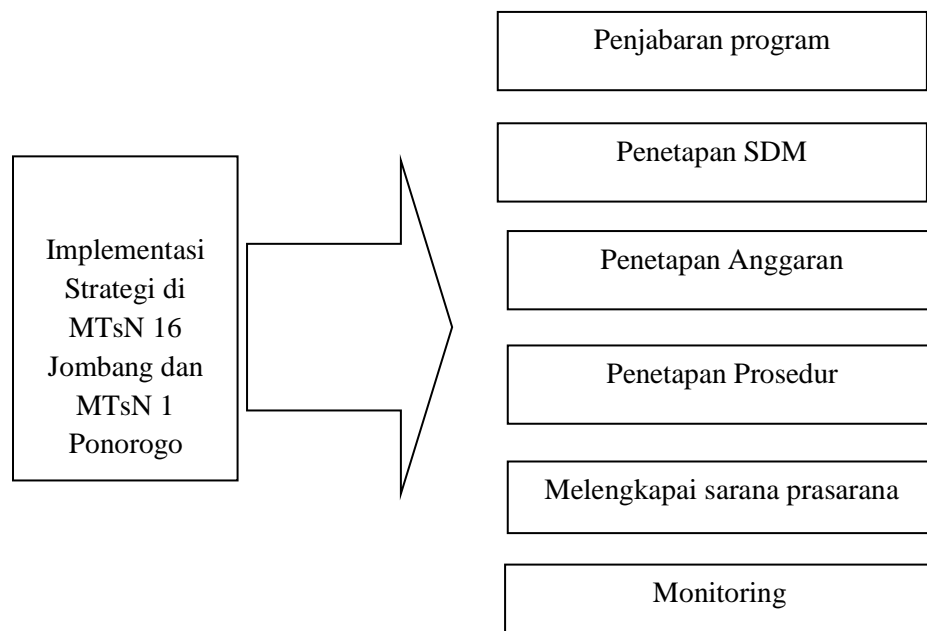 Implementasi
Strategi di
MTsN 16
Jombang dan
MTsN 1
Ponorogo
Penjabaran program
Penetapan SDM
Penetapan Anggaran
Penetapan Prosedur
Melengkapai sarana prasarana
Monitoring